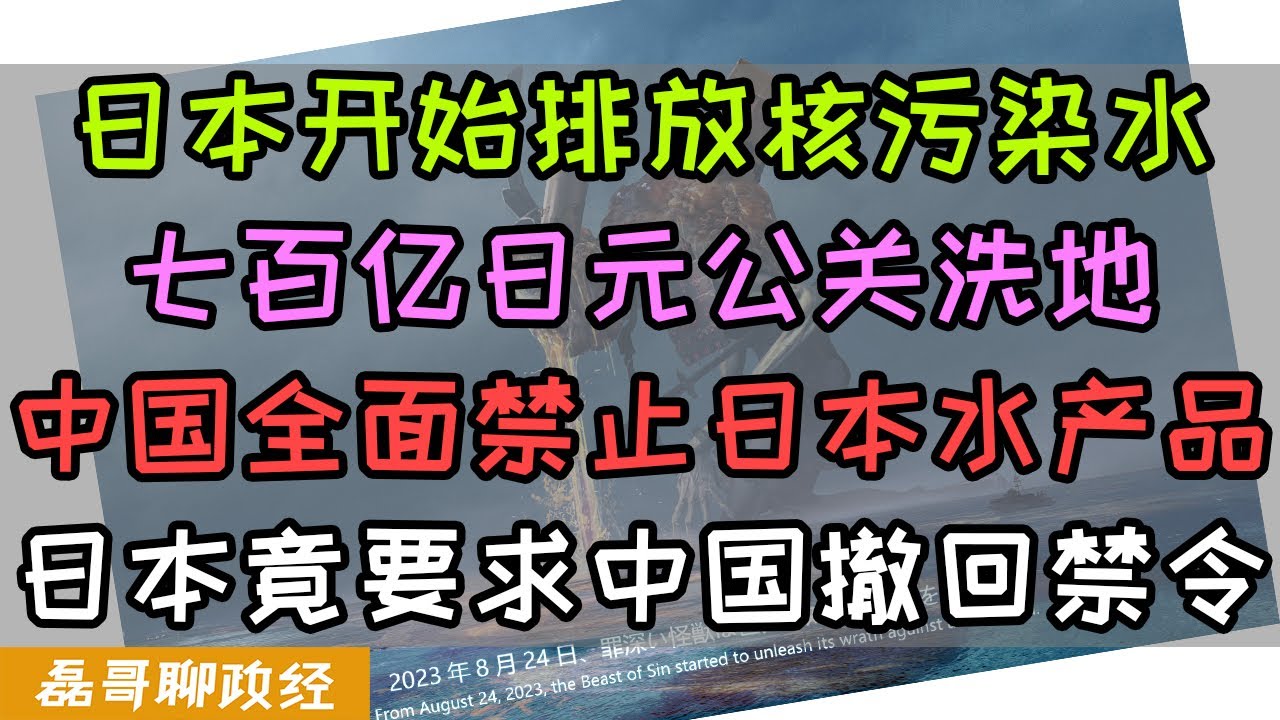 日本开始排放核污染水
七百亿日元公关洗地
中国全面禁止日本水产品
日本竟要求中国撤回禁令
2023 年 8 月 24 日、罪深い怪獣は
を
From August 24, 2023, the Beast of Sin started to unleash its wrath against
磊哥聊政经